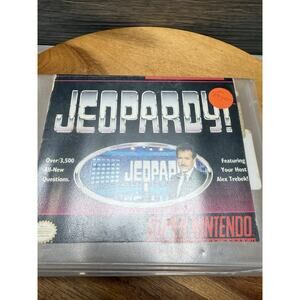 JEOPARDY!
Over 3,500
All-New
Questions.
JEOPARDY
Featuring
Your Host
Alex Trebek!
SUPER NINTENDO